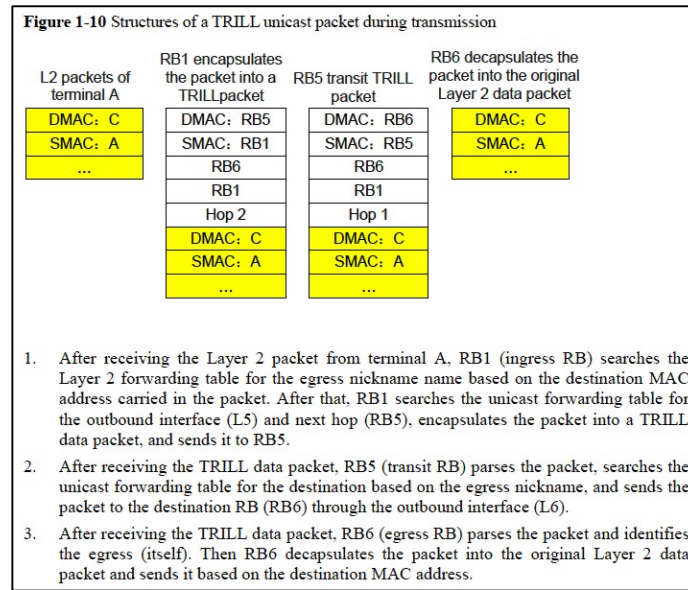 Figure 1-10 Structures of a TRILL unicast packet during transmission
L2 packets of
terminal A
RB1 encapsulates
the packet into a
TRILLpacket
RB5 transit TRILL
packet
RB6 decapsulates the
packet into the original
Layer 2 data packet
DMAC：C
SMAC：A
...
DMAC：RB5
SMAC：RB1
RB6
RB1
Hop 2
DMAC：C
SMAC：A
...
DMAC：RB6
SMAC：RB5
RB6
RB1
Hop 1
DMAC：C
SMAC：A
...
DMAC：C
SMAC：A
...
1. After receiving the Layer 2 packet from terminal A, RB1 (ingress RB) searches the
Layer 2 forwarding table for the egress nickname name based on the destination MAC
address carried in the packet. After that, RB1 searches the unicast forwarding table for
the outbound interface (L5) and next hop (RB5), encapsulates the packet into a TRILL
data packet, and sends it to RB5.
2. After receiving the TRILL data packet, RB5 (transit RB) parses the packet, searches the
unicast forwarding table for the destination based on the egress nickname, and sends the
packet to the destination RB (RB6) through the outbound interface (L6).
3. After receiving the TRILL data packet, RB6 (egress RB) parses the packet and identifies
the egress (itself). Then RB6 decapsulates the packet into the original Layer 2 data
packet and sends it based on the destination MAC address.